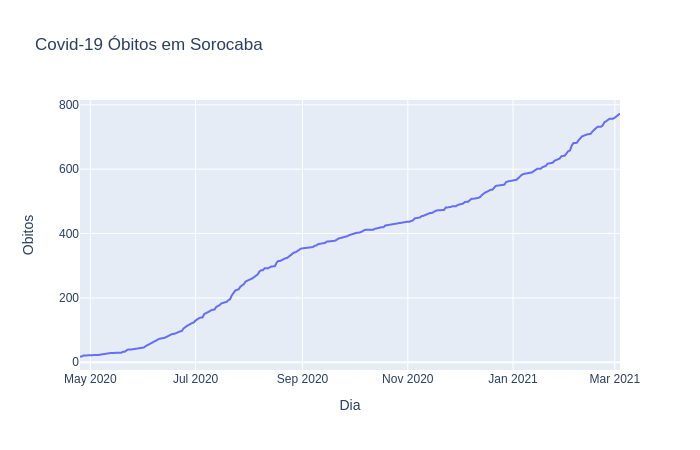 Covid-19 Óbitos em Sorocaba
Obitos
800
600
400
200
0
May 2020
Jul 2020
Sep 2020
Nov 2020
Jan 2021
Mar 2021
Dia